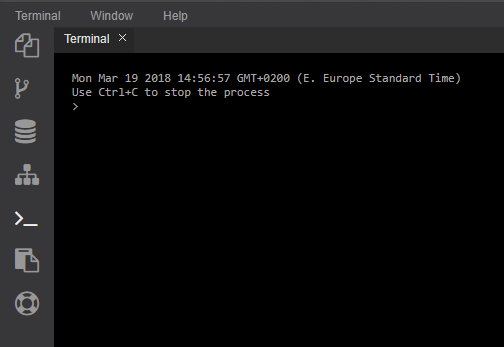 Terminal Window Help
Terminal
Mon Mar 19 2018 14:56:57 GMT+0200 (E. Europe Standard Time)
Use Ctrl+C to stop the process
>